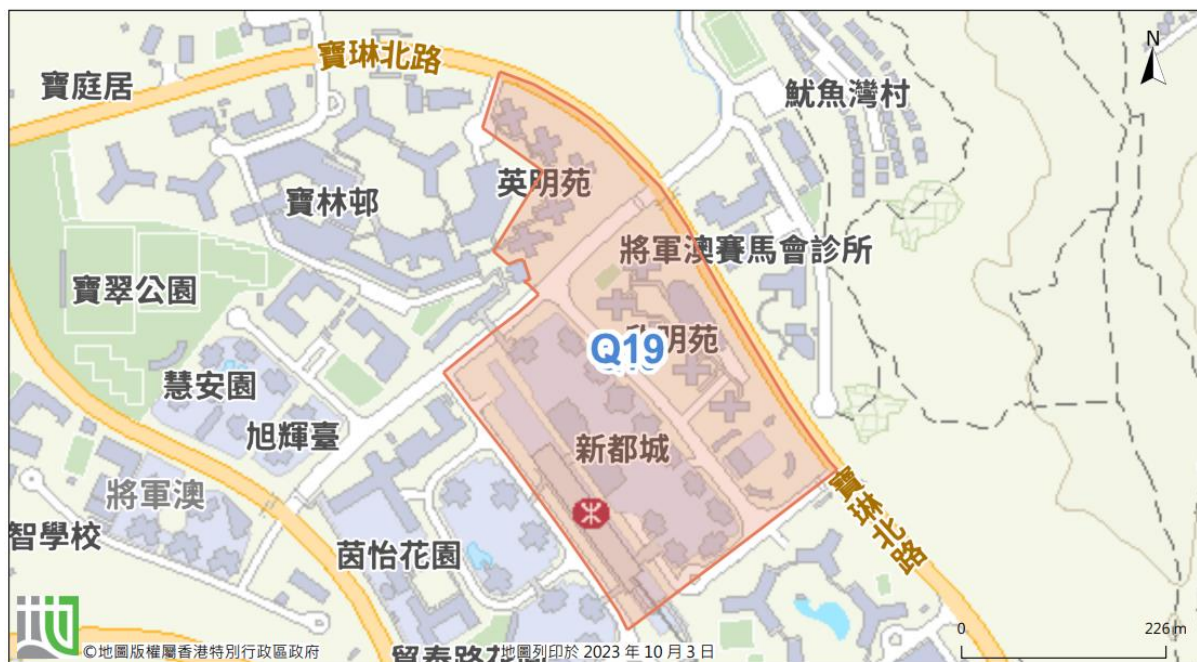 寶琳北路
N
寶庭居
魷魚灣村
英明苑
寶林邨
將軍澳賽馬會診所
寶翠公園
Q19
明苑
慧安園
旭輝臺
新都城
將軍澳
智學校
茵怡花園
寶琳北路
0
226 m
©地圖版權屬香港特別行政區政府
地圖列印於 2023 年 10 月 3 日